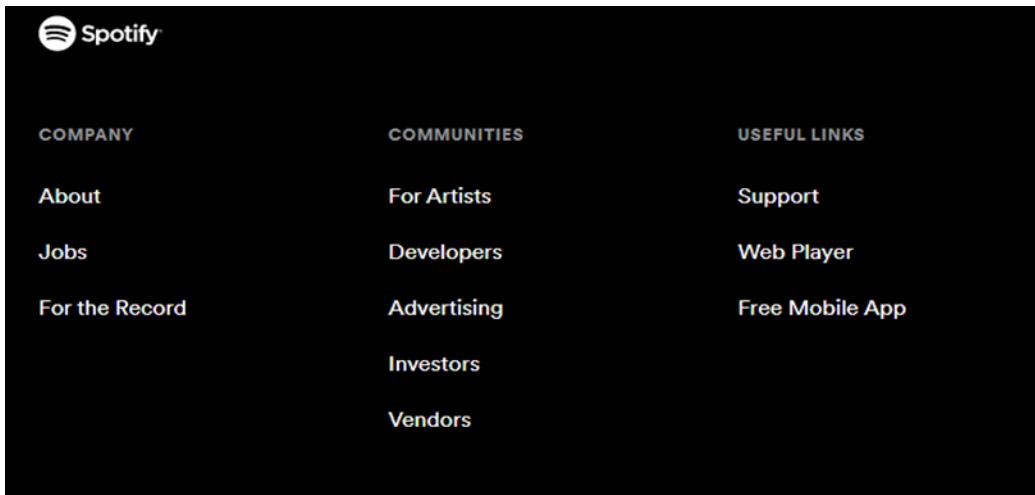 Spotify
COMPANY
About
Jobs
For the Record
COMMUNITIES
For Artists
Developers
Advertising
Investors
Vendors
USEFUL LINKS
Support
Web Player
Free Mobile App